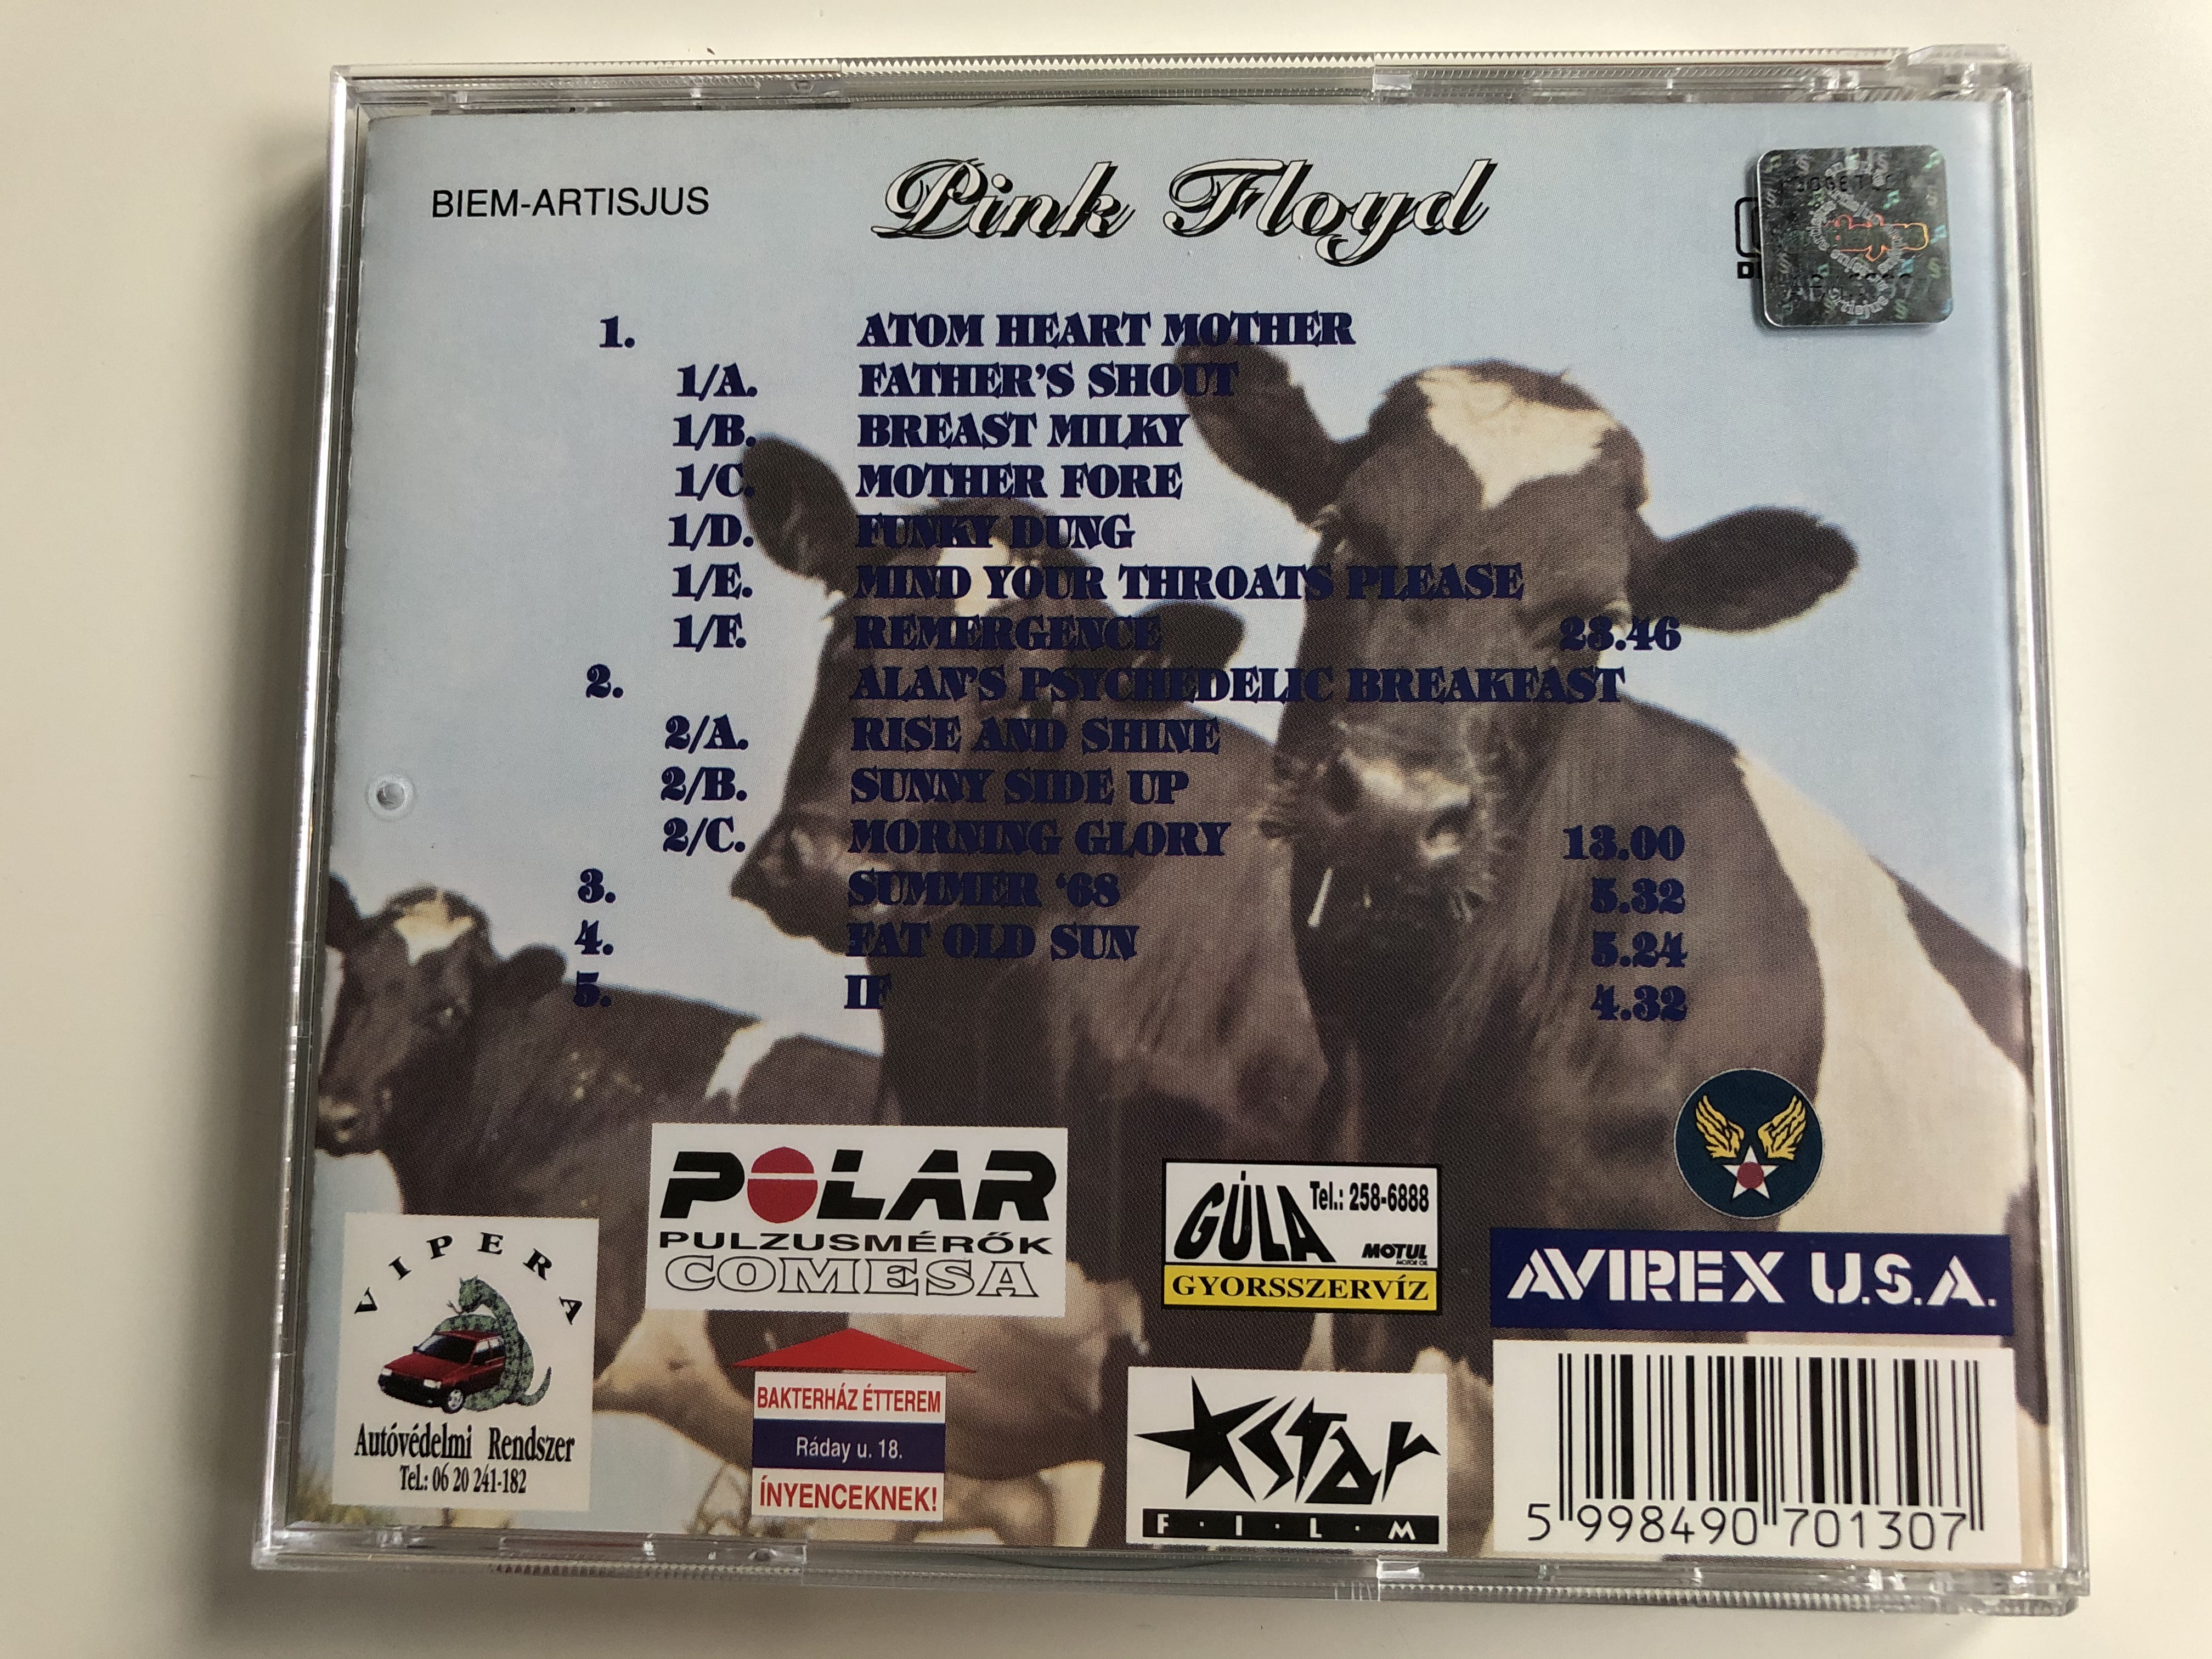 BIEM-ARTISJUS
Pink Floyd
1. ATOM HEART MOTHER
1/A. FATHER'S SHOUT
1/B. BREAST MILKY
1/C. MOTHER FORE
1/D. FUNKY DUNG
1/E. MIND YOUR THROATS PLEASE
1/F. REMERGENCE 23.46
2. ALAN'S PSYCHEDELIC BREAKFAST
2/A. RISE AND SHINE
2/B. SUNNY SIDE UP
2/C. MORNING GLORY 13.00
3. SUMMER '68 5.32
4. FAT OLD SUN 5.24
5. IF 4.32
VIPERA
Autóvédelmi Rendszer
Tel.: 06 20 241-182
POLAR
PULZUSMÉRŐK
COMESA
BAKTERHÁZ ÉTTEREM
Ráday u. 18.
ÍNYENCEKNEK!
GÚLA Tel.: 258-6888
MOTUL
MOTOR OIL
GYORSSZERVÍZ
STAR
F·I·L·M
AVIREX U.S.A.
5 998490 701307